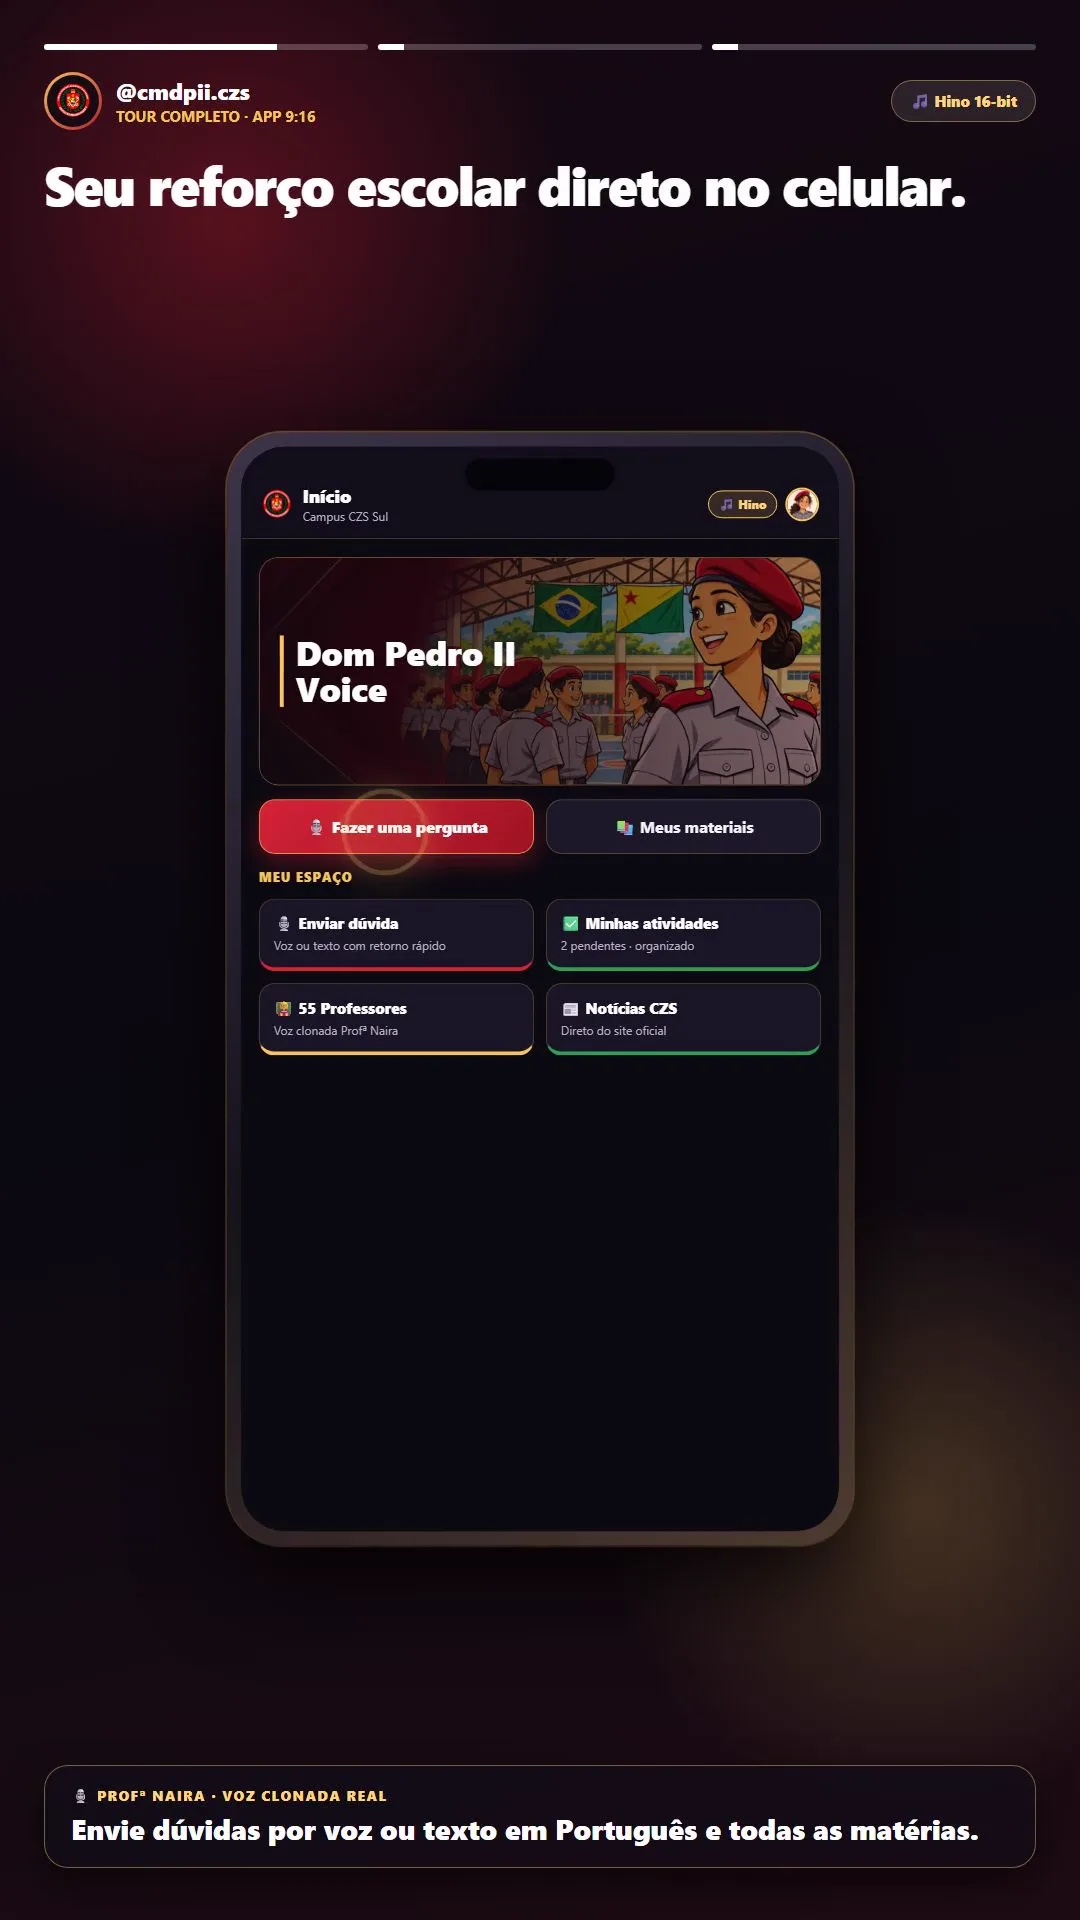 @cmdpii.czs
TOUR COMPLETO · APP 9:16
🎵 Hino 16-bit
Seu reforço escolar direto no celular.
Início
Campus CZS Sul
🎵 Hino
Dom Pedro II
Voice
🎙️ Fazer uma pergunta
📚 Meus materiais
MEU ESPAÇO
🎙️ Enviar dúvida
Voz ou texto com retorno rápido
✅ Minhas atividades
2 pendentes · organizado
👩‍🏫 55 Professores
Voz clonada Profª Naira
📰 Notícias CZS
Direto do site oficial
🎙️ PROFª NAIRA · VOZ CLONADA REAL
Envie dúvidas por voz ou texto em Português e todas as matérias.